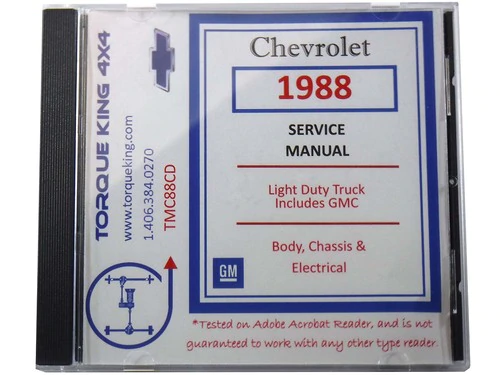 Chevrolet
1988
SERVICE
MANUAL
Light Duty Truck
Includes GMC
Body, Chassis &
Electrical
GM
TORQUE KING 4X4
www.torqueking.com
1.406.384.0270
TMC88CD
*Tested on Adobe Acrobat Reader, and is not
guaranteed to work with any other type reader.